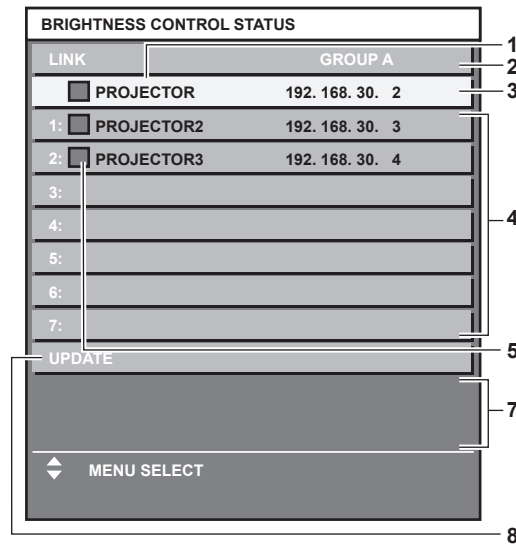 BRIGHTNESS CONTROL STATUS
LINK GROUP A
PROJECTOR 192. 168. 30. 2
1: PROJECTOR2 192. 168. 30. 3
2: PROJECTOR3 192. 168. 30. 4
3:
4:
5:
6:
7:
UPDATE
MENU SELECT
1
2
3
4
5
7
8